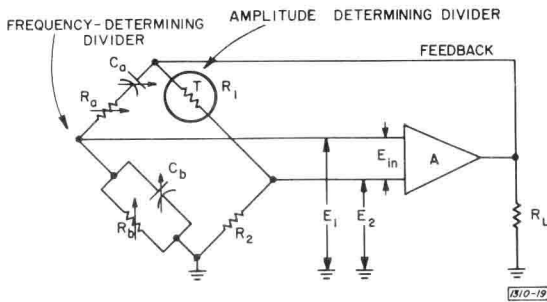 FREQUENCY-DETERMINING
DIVIDER
AMPLITUDE DETERMINING DIVIDER
FEEDBACK
Ca
Ra
T
R1
Cb
Rb
R2
E1
E2
Ein
A
RL
1310-19